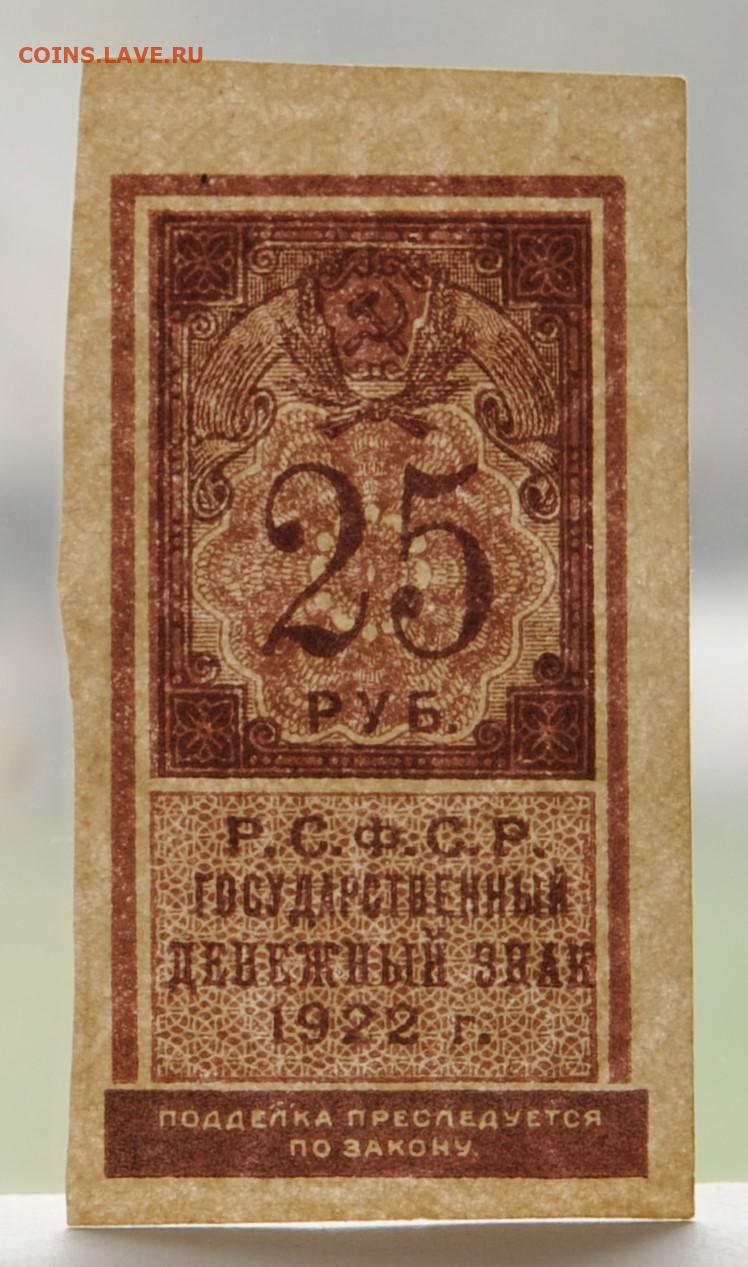 COINS.LAVE.RU
25
РУБ.
Р.С.Ф.С.Р.
ГОСУДАРСТВЕННЫЙ
ДЕНЕЖНЫЙ ЗНАК
1922 г.
ПОДДЕЛКА ПРЕСЛЕДУЕТСЯ
ПО ЗАКОНУ.